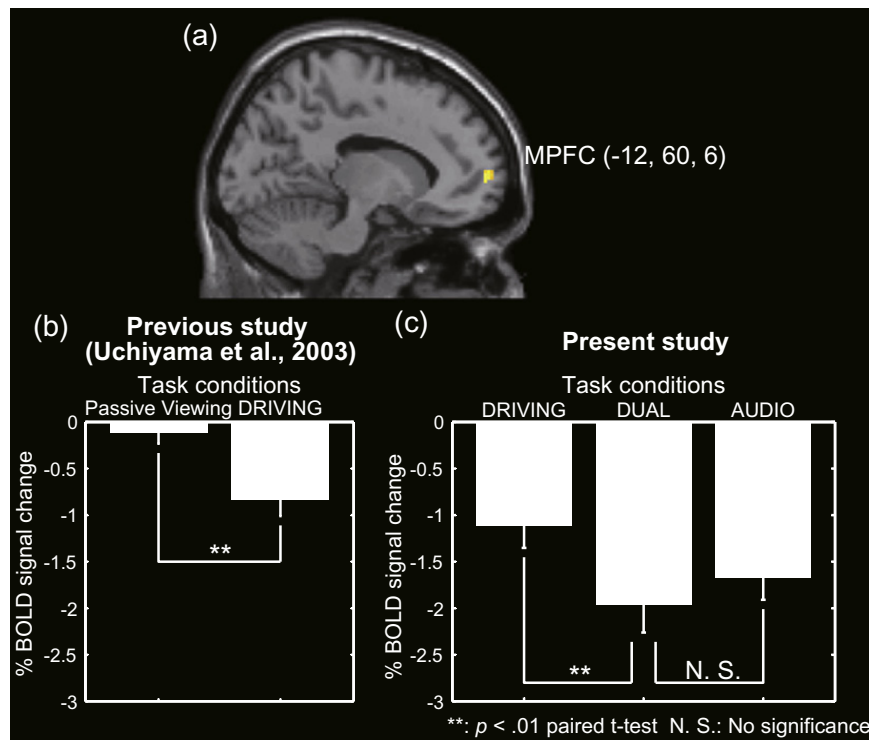 (a)
MPFC (-12, 60, 6)
(b)
Previous study
(Uchiyama et al., 2003)
Task conditions
Passive Viewing DRIVING
0
-0.5
-1
-1.5
-2
-2.5
-3
% BOLD signal change
**
(c)
Present study
Task conditions
DRIVING DUAL AUDIO
0
-0.5
-1
-1.5
-2
-2.5
-3
% BOLD signal change
**
N. S.
**: p < .01 paired t-test N. S.: No significance